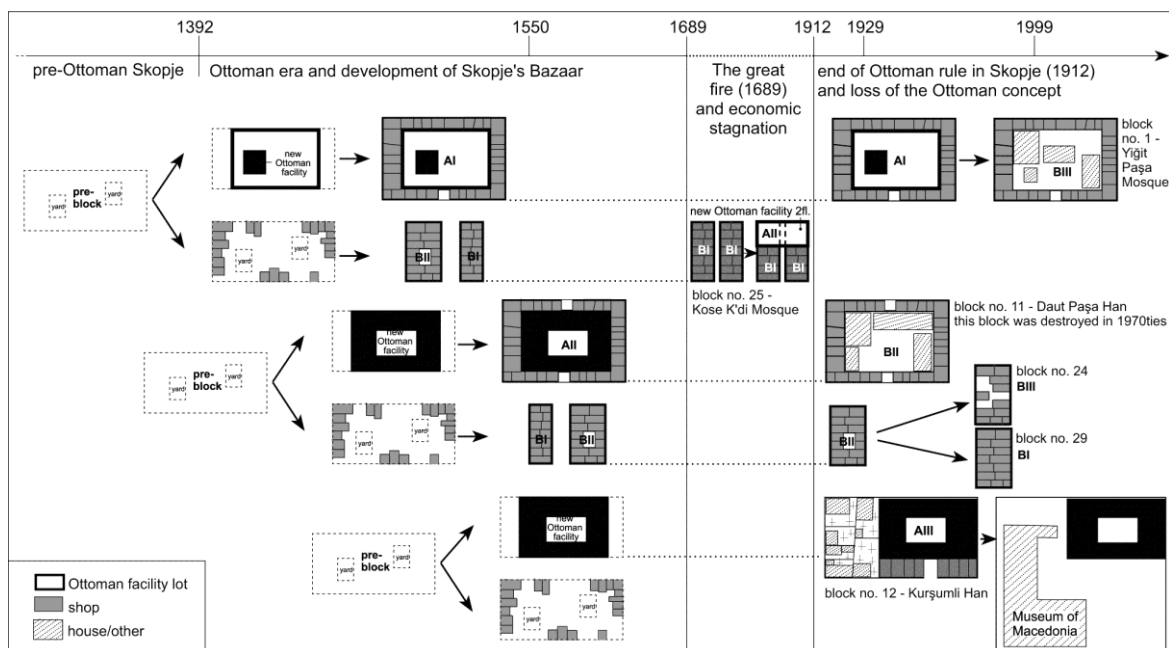 1392
1550
1689
1912
1929
1999
pre-Ottoman Skopje
Ottoman era and development of Skopje's Bazaar
The great
fire (1689)
and economic
stagnation
end of Ottoman rule in Skopje (1912)
and loss of the Ottoman concept
pre-
block
yard
yard
new
Ottoman
facility
AI
AI
BIII
block
no. 1 -
Yiğit
Paşa
Mosque
yard
yard
BII
BI
new Ottoman facility 2fl.
BI
BI
AII
BI
BI
block no. 25 -
Kose K'di Mosque
pre-
block
yard
yard
new
Ottoman
facility
AII
BII
block no. 11 - Daut Paşa Han
this block was destroyed in 1970ties
yard
yard
BI
BII
BII
block no. 24
BIII
block no. 29
BI
pre-
block
yard
yard
new
Ottoman
facility
AIII
block no. 12 - Kurşumli Han
Museum of
Macedonia
yard
yard
Ottoman facility lot
shop
house/other